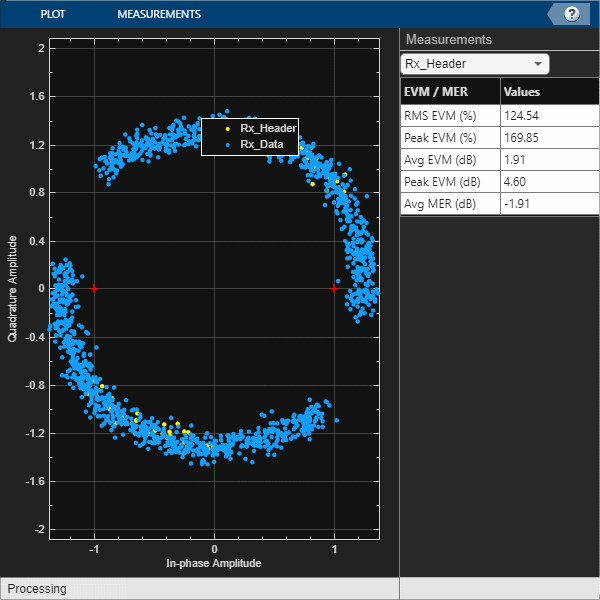 PLOT MEASUREMENTS ?
Measurements
Rx_Header
EVM / MER Values
RMS EVM (%) 124.54
Peak EVM (%) 169.85
Avg EVM (dB) 1.91
Peak EVM (dB) 4.60
Avg MER (dB) -1.91
Rx_Header
Rx_Data
Quadrature Amplitude
2
1.6
1.2
0.8
0.4
0
-0.4
-0.8
-1.2
-1.6
-2
-1 0 1
In-phase Amplitude
Processing